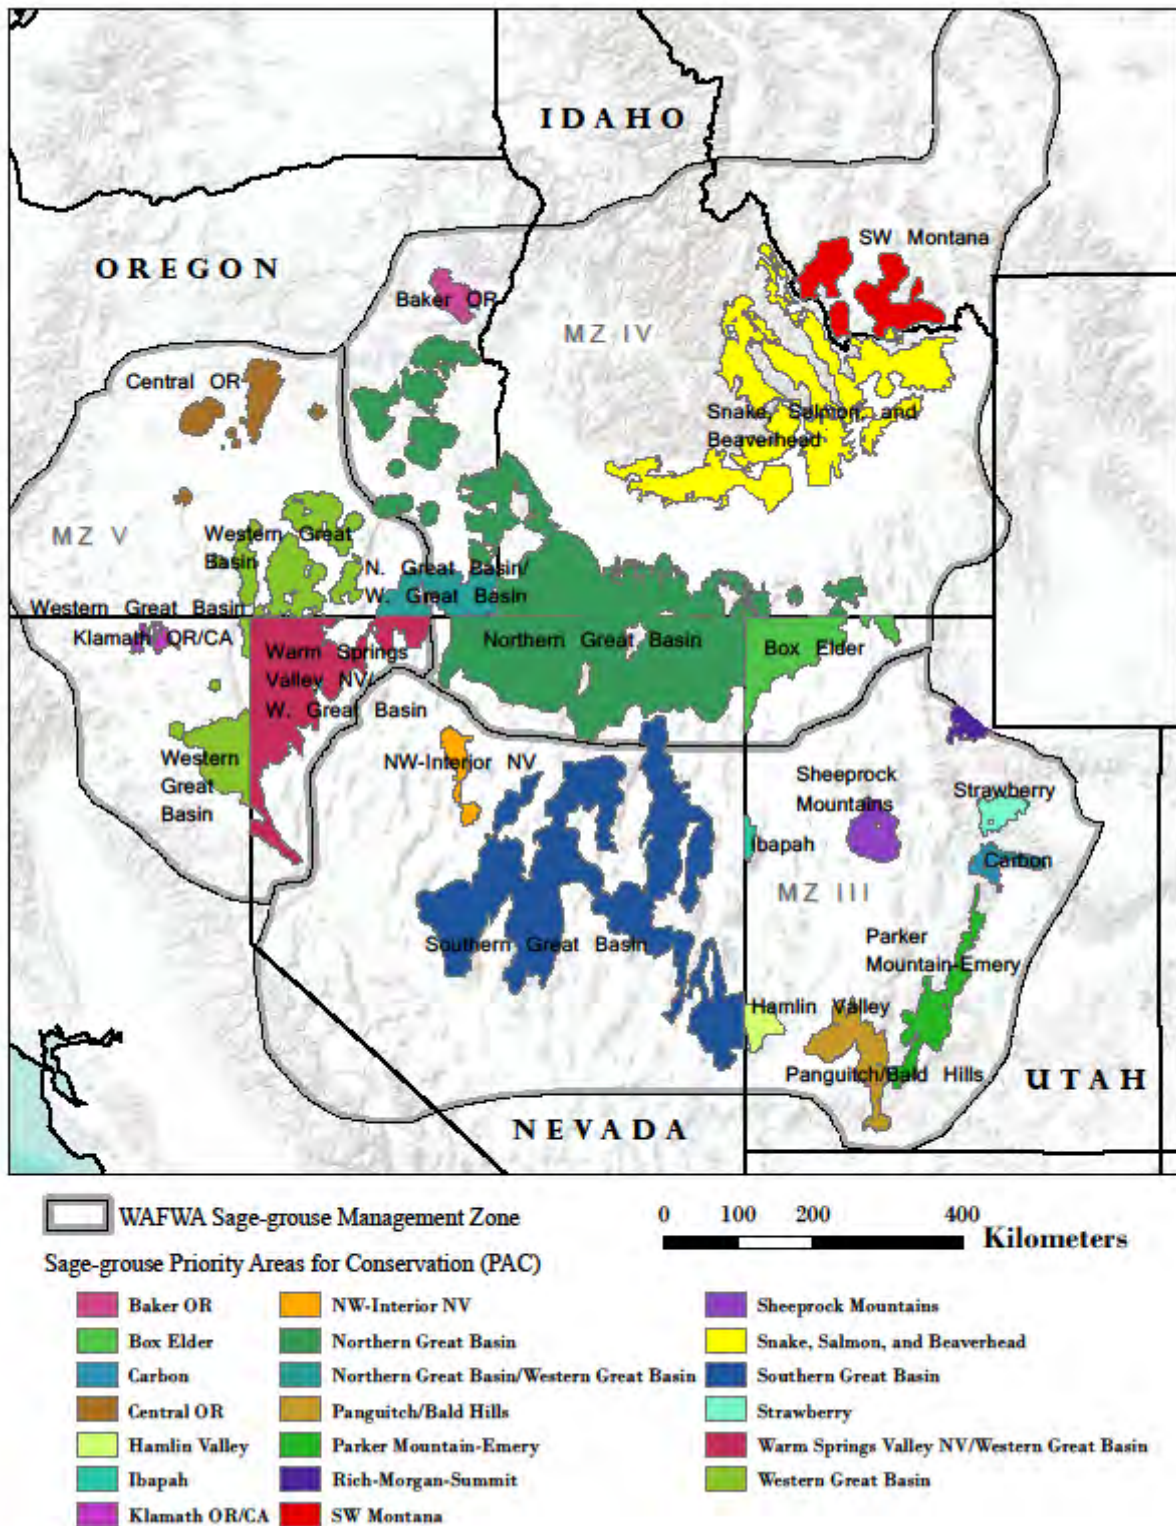 IDAHO
SW Montana
OREGON
Baker OR
MZ IV
Central OR
Snake, Salmon, and
Beaverhead
MZ V
Western Great
Basin
N. Great Basin/
W. Great Basin
Western Great Basin
Klamath OR/CA
Warm Springs
Valley NV/
W. Great Basin
Northern Great Basin
Box Elder
NW-Interior NV
Western
Great
Basin
Sheeprock
Mountains
Strawberry
Ibapah
Carbon
MZ III
Southern Great Basin
Parker
Mountain-Emery
Hamlin Valley
Panguitch/Bald Hills
UTAH
NEVADA
WAFWA Sage-grouse Management Zone
0 100 200 400
Kilometers
Sage-grouse Priority Areas for Conservation (PAC)
Baker OR
Box Elder
Carbon
Central OR
Hamlin Valley
Ibapah
Klamath OR/CA
NW-Interior NV
Northern Great Basin
Northern Great Basin/Western Great Basin
Panguitch/Bald Hills
Parker Mountain-Emery
Rich-Morgan-Summit
SW Montana
Sheeprock Mountains
Snake, Salmon, and Beaverhead
Southern Great Basin
Strawberry
Warm Springs Valley NV/Western Great Basin
Western Great Basin